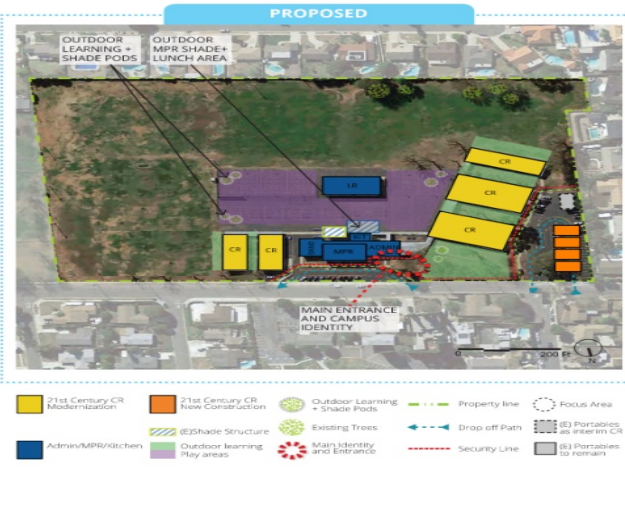 PROPOSED
OUTDOOR
LEARNING +
SHADE PODS
OUTDOOR
MPR SHADE+
LUNCH AREA
CR
LR
CR
CR
CR
CR
MPR
ADMIN
MAIN ENTRANCE
AND CAMPUS
IDENTITY
0
200 Ft
N
21st Century CR
Modernization
21st Century CR
New Construction
Outdoor Learning
+ Shade Pods
Property line
Focus Area
(E)Shade Structure
Existing Trees
Drop off Path
(E) Portables
as interim CR
Admin/MPR/Kitchen
Outdoor learning
Play areas
Main Identity
and Entrance
Security Line
(E) Portables
to remain